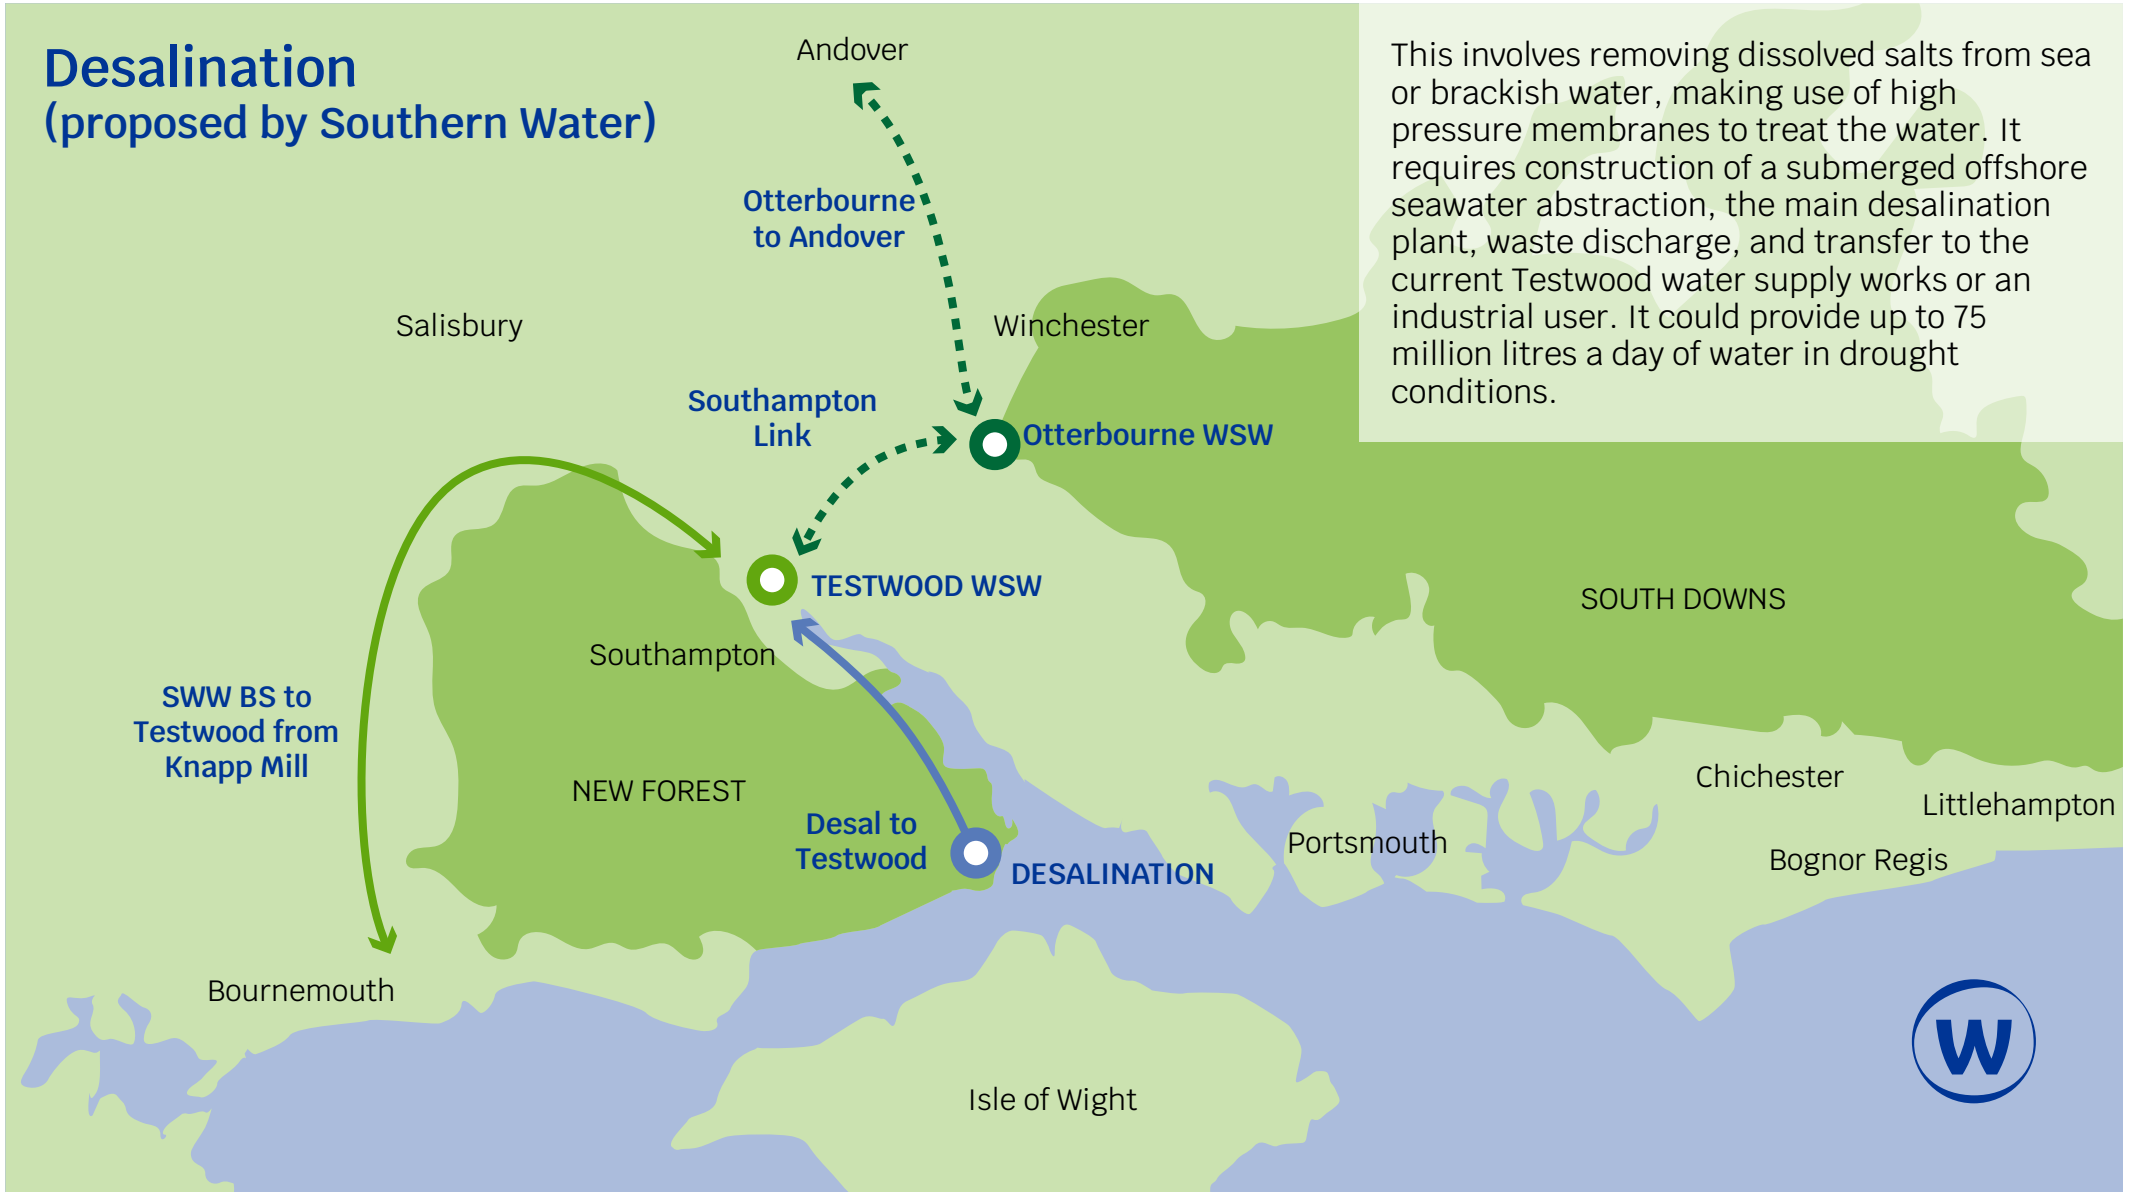 Desalination
(proposed by Southern Water)
This involves removing dissolved salts from sea
or brackish water, making use of high
pressure membranes to treat the water. It
requires construction of a submerged offshore
seawater abstraction, the main desalination
plant, waste discharge, and transfer to the
current Testwood water supply works or an
industrial user. It could provide up to 75
million litres a day of water in drought
conditions.
Andover
Otterbourne
to Andover
Salisbury
Winchester
Southampton
Link
Otterbourne WSW
TESTWOOD WSW
SOUTH DOWNS
Southampton
SWW BS to
Testwood from
Knapp Mill
NEW FOREST
Desal to
Testwood
DESALINATION
Portsmouth
Chichester
Littlehampton
Bognor Regis
Bournemouth
Isle of Wight
W